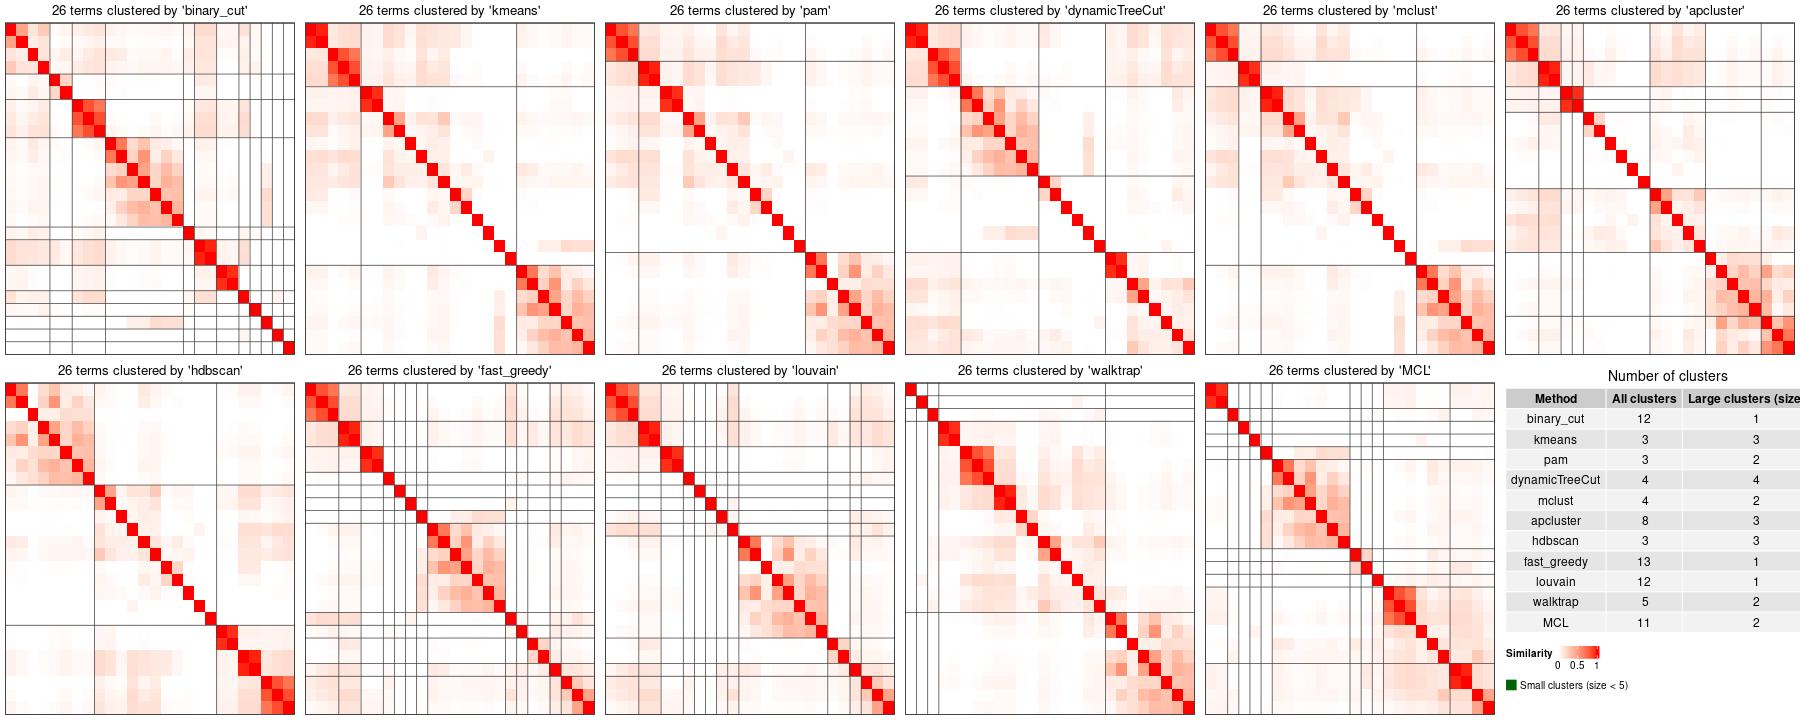 26 terms clustered by 'binary_cut'
26 terms clustered by 'kmeans'
26 terms clustered by 'pam'
26 terms clustered by 'dynamicTreeCut'
26 terms clustered by 'mclust'
26 terms clustered by 'apcluster'
26 terms clustered by 'hdbscan'
26 terms clustered by 'fast_greedy'
26 terms clustered by 'louvain'
26 terms clustered by 'walktrap'
26 terms clustered by 'MCL'
Number of clusters
Method All clusters Large clusters (size
binary_cut 12 1
kmeans 3 3
pam 3 2
dynamicTreeCut 4 4
mclust 4 2
apcluster 8 3
hdbscan 3 3
fast_greedy 13 1
louvain 12 1
walktrap 5 2
MCL 11 2
Similarity
0 0.5 1
Small clusters (size < 5)